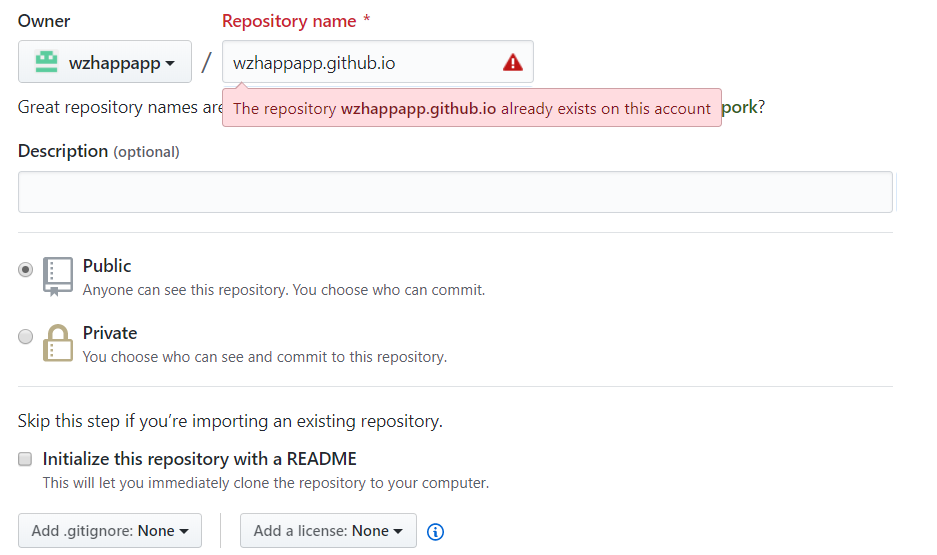 Owner
Repository name *
wzhappapp / wzhappapp.github.io
Great repository names are
The repository wzhappapp.github.io already exists on this account
pork?
Description (optional)
Public
Anyone can see this repository. You choose who can commit.
Private
You choose who can see and commit to this repository.
Skip this step if you’re importing an existing repository.
Initialize this repository with a README
This will let you immediately clone the repository to your computer.
Add .gitignore: None
Add a license: None